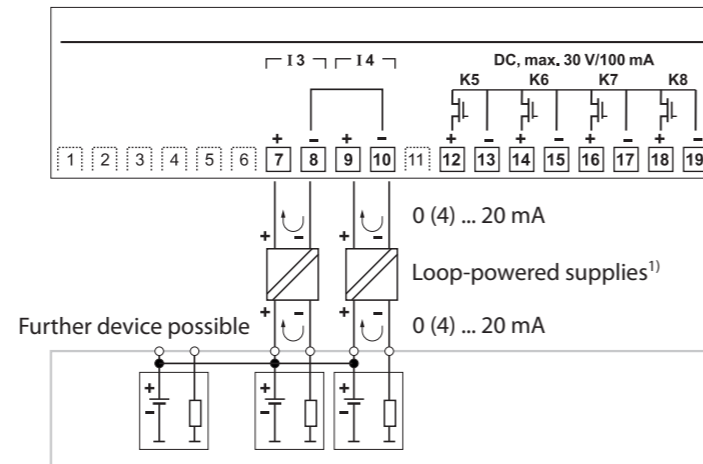 I 3 I 4 DC, max. 30 V/100 mA
K5 K6 K7 K8
+ – + – + – + – + – + –
1 2 3 4 5 6 7 8 9 10 11 12 13 14 15 16 17 18 19
0 (4) ... 20 mA
+ – + –
Loop-powered supplies1)
+ – + –
Further device possible
0 (4) ... 20 mA
+ + +
– – –